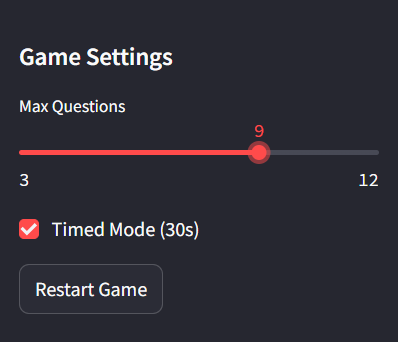 Game Settings
Max Questions
9
3 12
Timed Mode (30s)
Restart Game